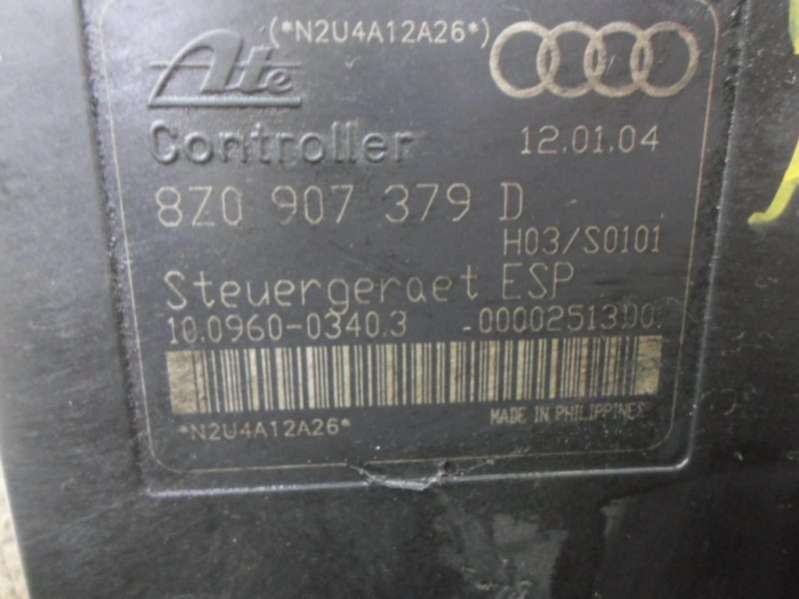 (*N2U4A12A26*)
Ate
Controller 12.01.04
8Z0 907 379 D
H03/S0101
Steuergeraet ESP
10.0960-0340.3 .00002513D0.
*N2U4A12A26* MADE IN PHILIPPINES